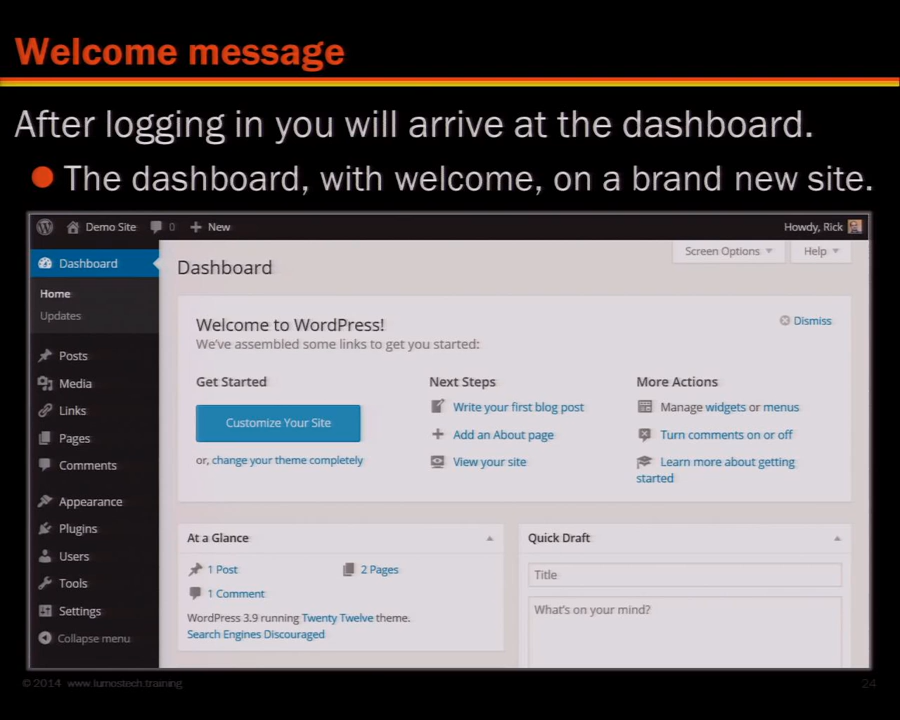 Welcome message
After logging in you will arrive at the dashboard.
The dashboard, with welcome, on a brand new site.
Demo Site 0 New Howdy, Rick
Dashboard
Home
Updates
Posts
Media
Links
Pages
Comments
Appearance
Plugins
Users
Tools
Settings
Collapse menu
Screen Options Help
Dashboard
Welcome to WordPress!
Dismiss
We've assembled some links to get you started:
Get Started
Customize Your Site
or, change your theme completely
Next Steps
Write your first blog post
Add an About page
View your site
More Actions
Manage widgets or menus
Turn comments on or off
Learn more about getting
started
At a Glance
1 Post 2 Pages
1 Comment
WordPress 3.9 running Twenty Twelve theme.
Search Engines Discouraged
Quick Draft
Title
What's on your mind?
© 2014 www.lumostech.training 24